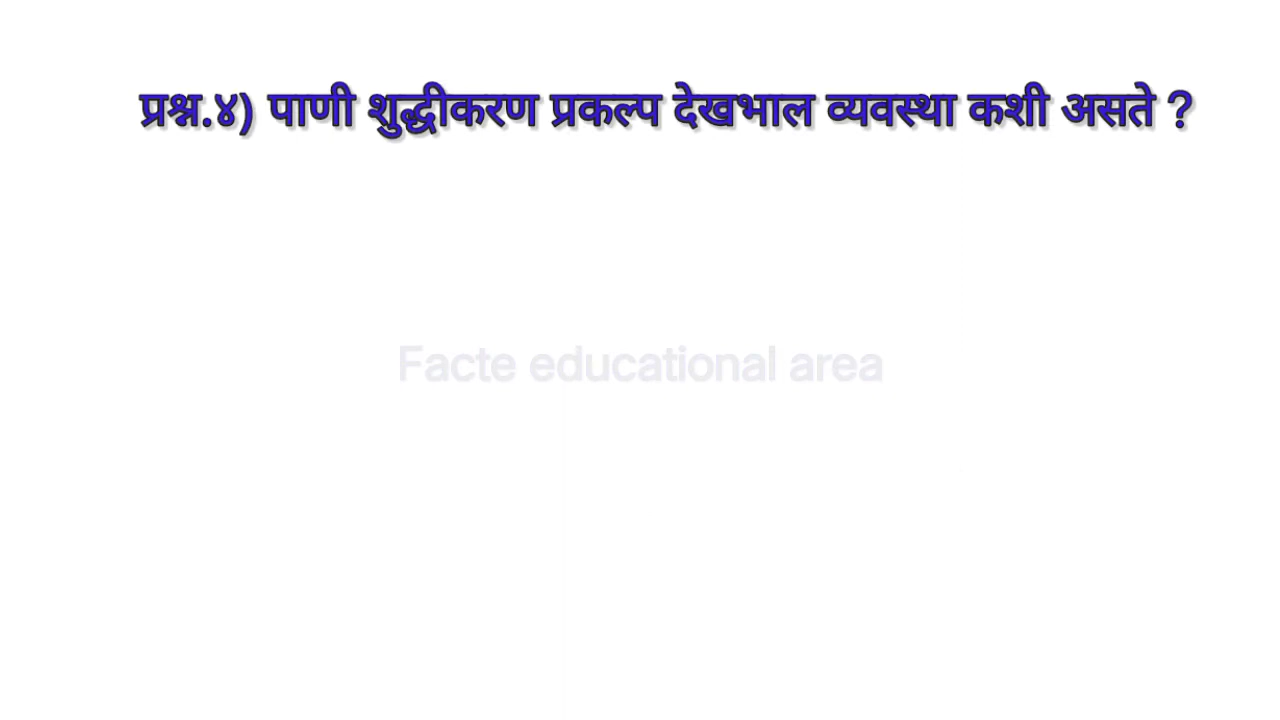 प्रश्न.४) पाणी शुद्धीकरण प्रकल्प देखभाल व्यवस्था कशी असते ?
Facte educational area